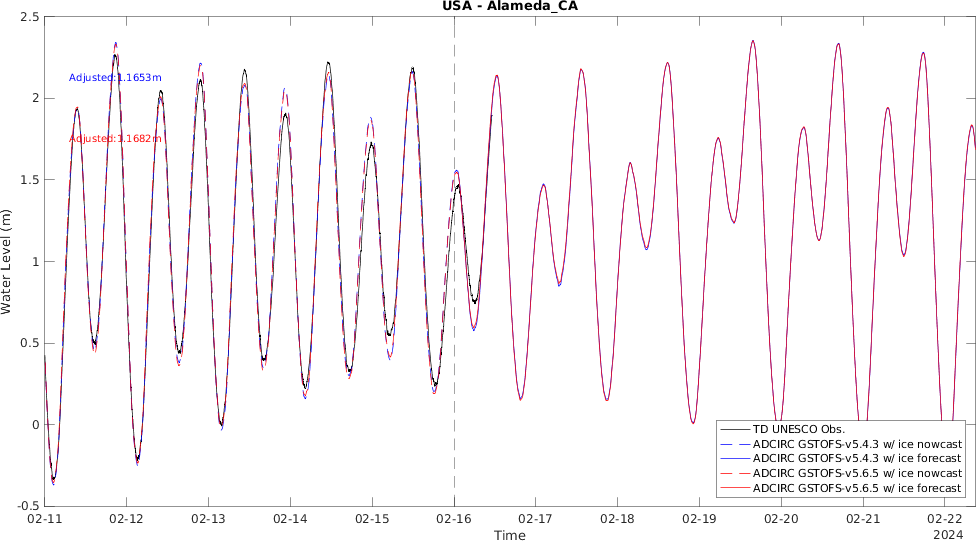 USA - Alameda_CA
2.5
2
1.5
1
0.5
0
-0.5
Water Level (m)
Adjusted:1.1653m
Adjusted:1.1682m
TD UNESCO Obs.
ADCIRC GSTOFS-v5.4.3 w/ ice nowcast
ADCIRC GSTOFS-v5.4.3 w/ ice forecast
ADCIRC GSTOFS-v5.6.5 w/ ice nowcast
ADCIRC GSTOFS-v5.6.5 w/ ice forecast
02-11 02-12 02-13 02-14 02-15 02-16 02-17 02-18 02-19 02-20 02-21 02-22
2024
Time